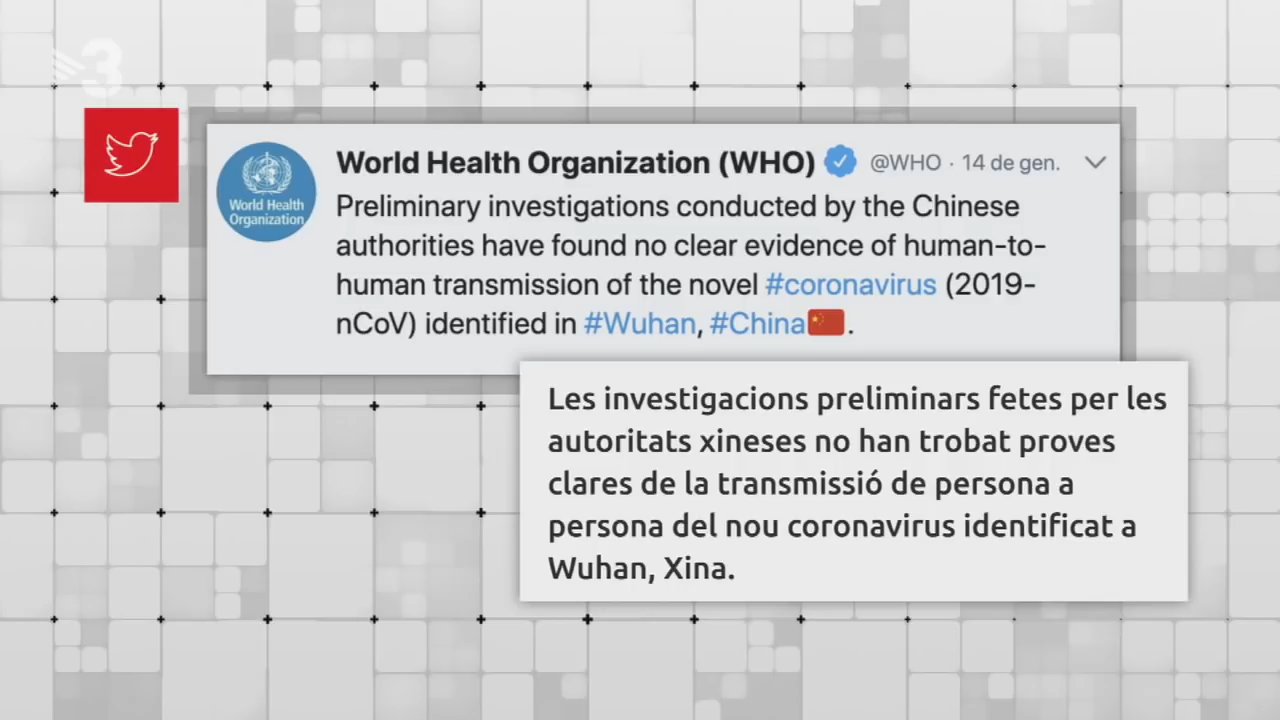 3
World Health Organization (WHO) @WHO · 14 de gen.
World Health
Organization
Preliminary investigations conducted by the Chinese
authorities have found no clear evidence of human-to-
human transmission of the novel #coronavirus (2019-
nCoV) identified in #Wuhan, #China🇨🇳.
Les investigacions preliminars fetes per les
autoritats xineses no han trobat proves
clares de la transmissió de persona a
persona del nou coronavirus identificat a
Wuhan, Xina.